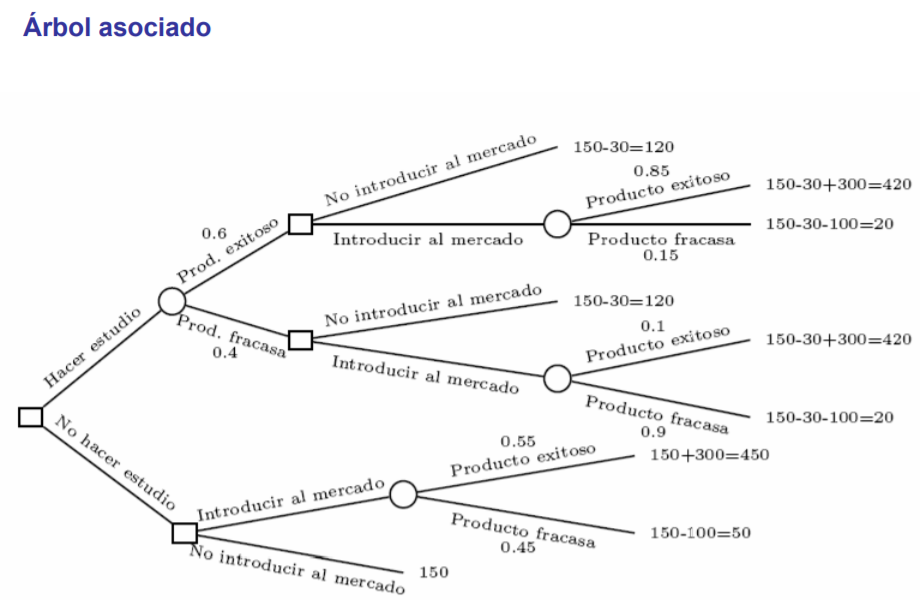 Árbol asociado
No introducir al mercado
150-30=120
0.85
Producto exitoso
150-30+300=420
0.6
Prod. exitoso
Introducir al mercado
Producto fracasa
0.15
150-30-100=20
Hacer estudio
Prod. fracasa
0.4
No introducir al mercado
150-30=120
0.1
Producto exitoso
150-30+300=420
Introducir al mercado
Producto fracasa
0.9
150-30-100=20
No hacer estudio
Introducir al mercado
0.55
Producto exitoso
150+300=450
Producto fracasa
0.45
150-100=50
No introducir al mercado
150